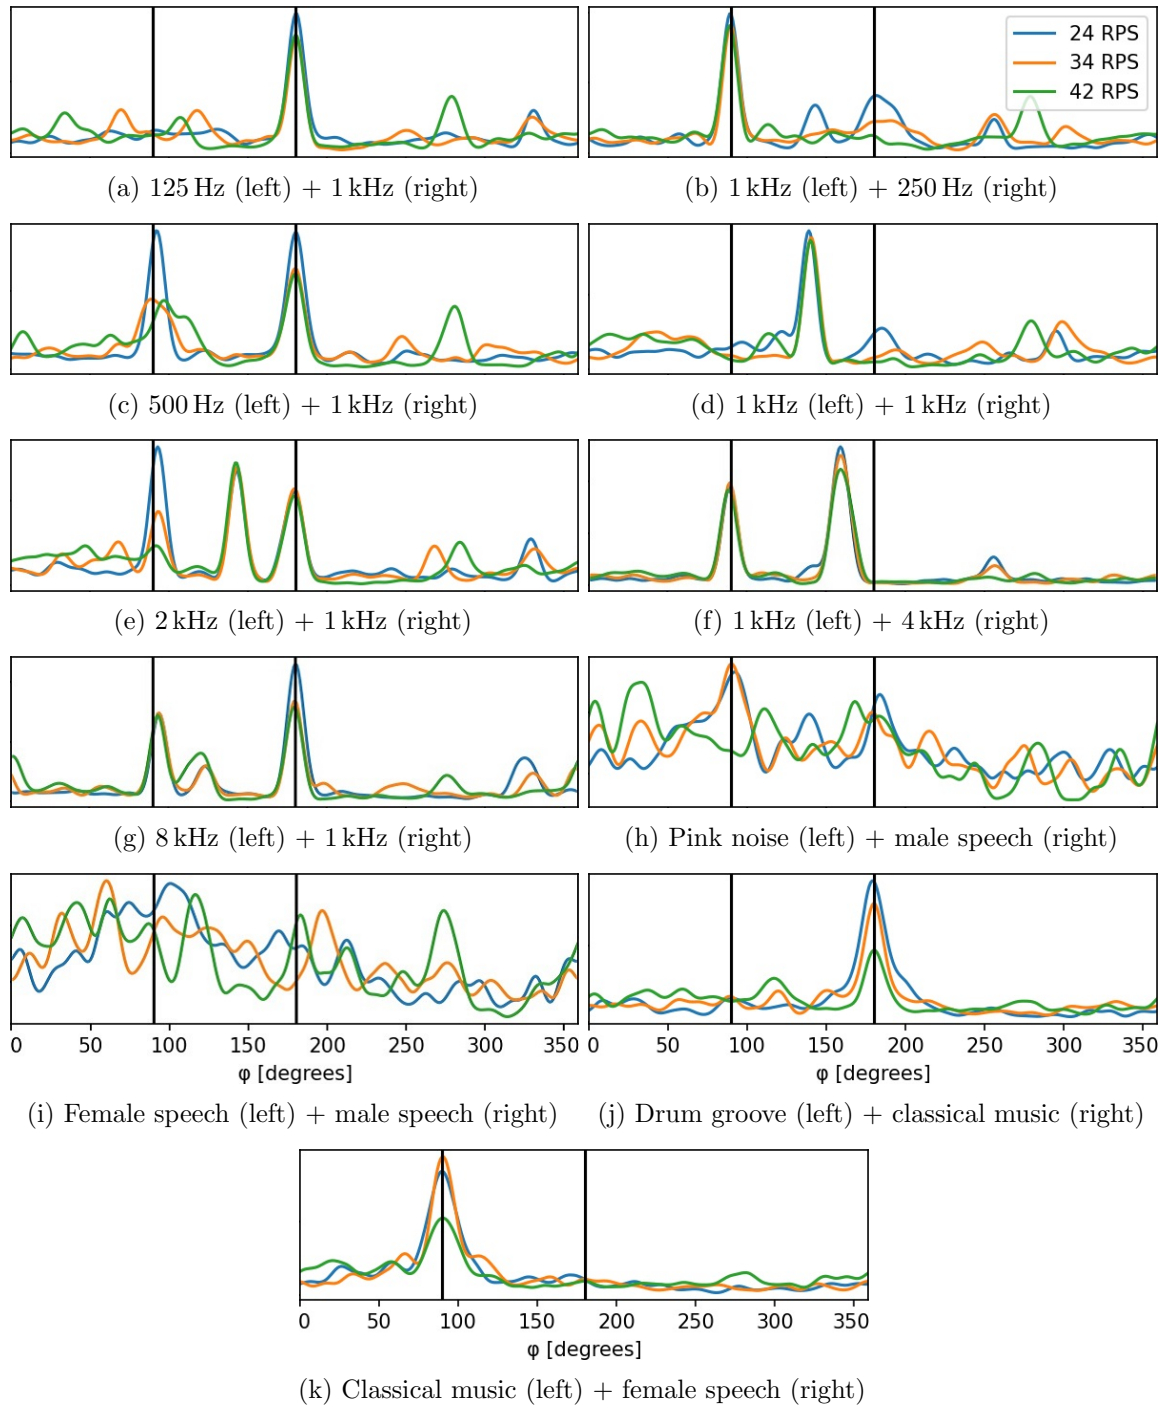 24 RPS
34 RPS
42 RPS
(a) 125 Hz (left) + 1 kHz (right)
(b) 1 kHz (left) + 250 Hz (right)
(c) 500 Hz (left) + 1 kHz (right)
(d) 1 kHz (left) + 1 kHz (right)
(e) 2 kHz (left) + 1 kHz (right)
(f) 1 kHz (left) + 4 kHz (right)
(g) 8 kHz (left) + 1 kHz (right)
(h) Pink noise (left) + male speech (right)
0 50 100 150 200 250 300 350
φ [degrees]
(i) Female speech (left) + male speech (right)
0 50 100 150 200 250 300 350
φ [degrees]
(j) Drum groove (left) + classical music (right)
0 50 100 150 200 250 300 350
φ [degrees]
(k) Classical music (left) + female speech (right)